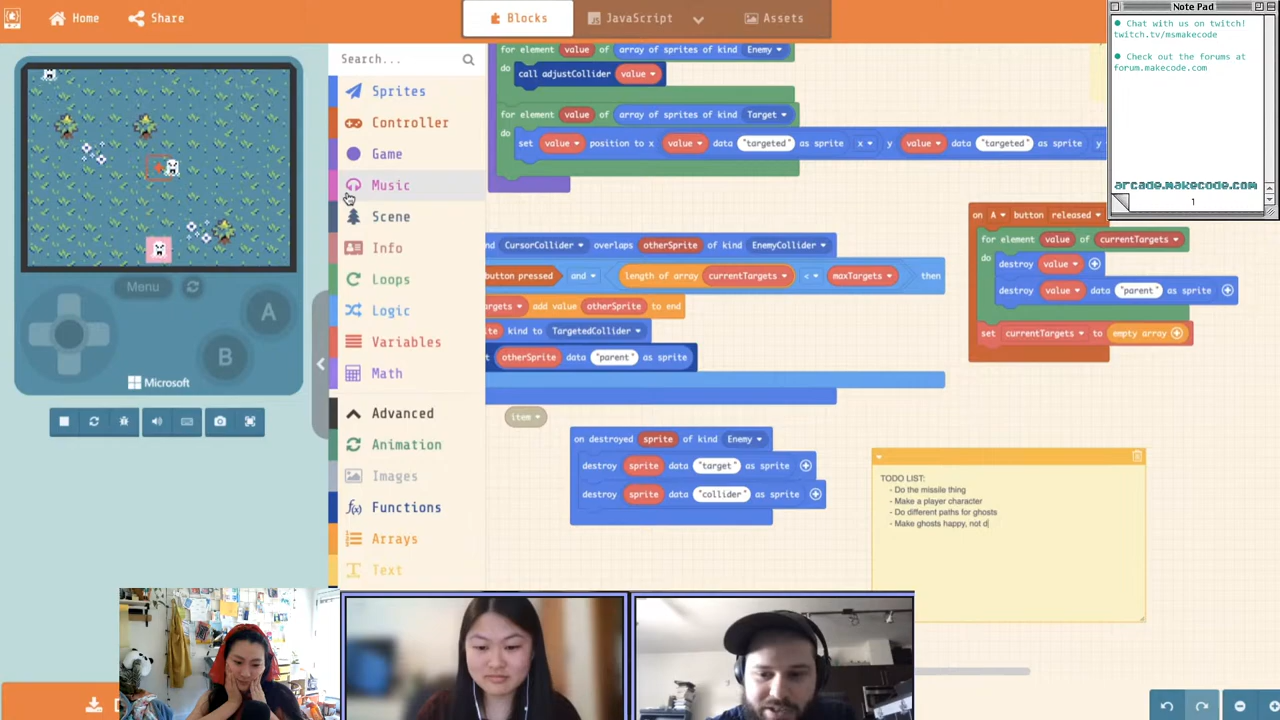 Home
Share
Blocks
JavaScript
Assets
Note Pad
Chat with us on twitch!
twitch.tv/msmakecode
Check out the forums at
forum.makecode.com
arcade.makecode.com
1
Search...
Sprites
Controller
Game
Music
Scene
Info
Loops
Logic
Variables
Math
Advanced
Animation
Images
Functions
Arrays
Text
Menu
A
B
Microsoft
for element value of array of sprites of kind Enemy
do call adjustCollider value
for element value of array of sprites of kind Target
do set value position to x value data "targeted" as sprite x y value data "targeted" as sprite y
CursorCollider overlaps otherSprite of kind EnemyCollider
button pressed and length of array currentTargets < maxTargets then
add value otherSprite to end
kind to TargetedCollider
otherSprite data "parent" as sprite
item
on destroyed sprite of kind Enemy
destroy sprite data "target" as sprite
destroy sprite data "collider" as sprite
on A button released
for element value of currentTargets
do destroy value
destroy value data "parent" as sprite
set currentTargets to empty array
TODO LIST:
- Do the missile thing
- Make a player character
- Do different paths for ghosts
- Make ghosts happy, not d